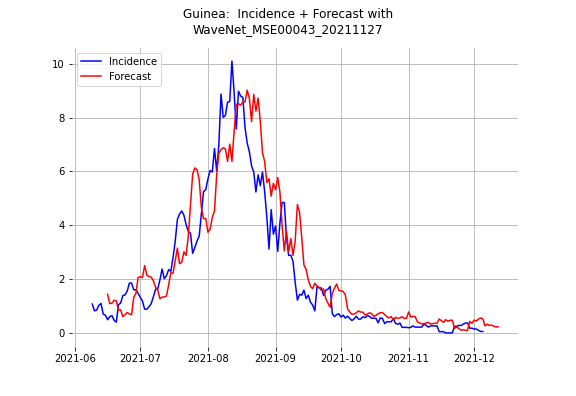 Guinea:  Incidence + Forecast with
WaveNet_MSE00043_20211127
Incidence
Forecast
10
8
6
4
2
0
2021-06 2021-07 2021-08 2021-09 2021-10 2021-11 2021-12